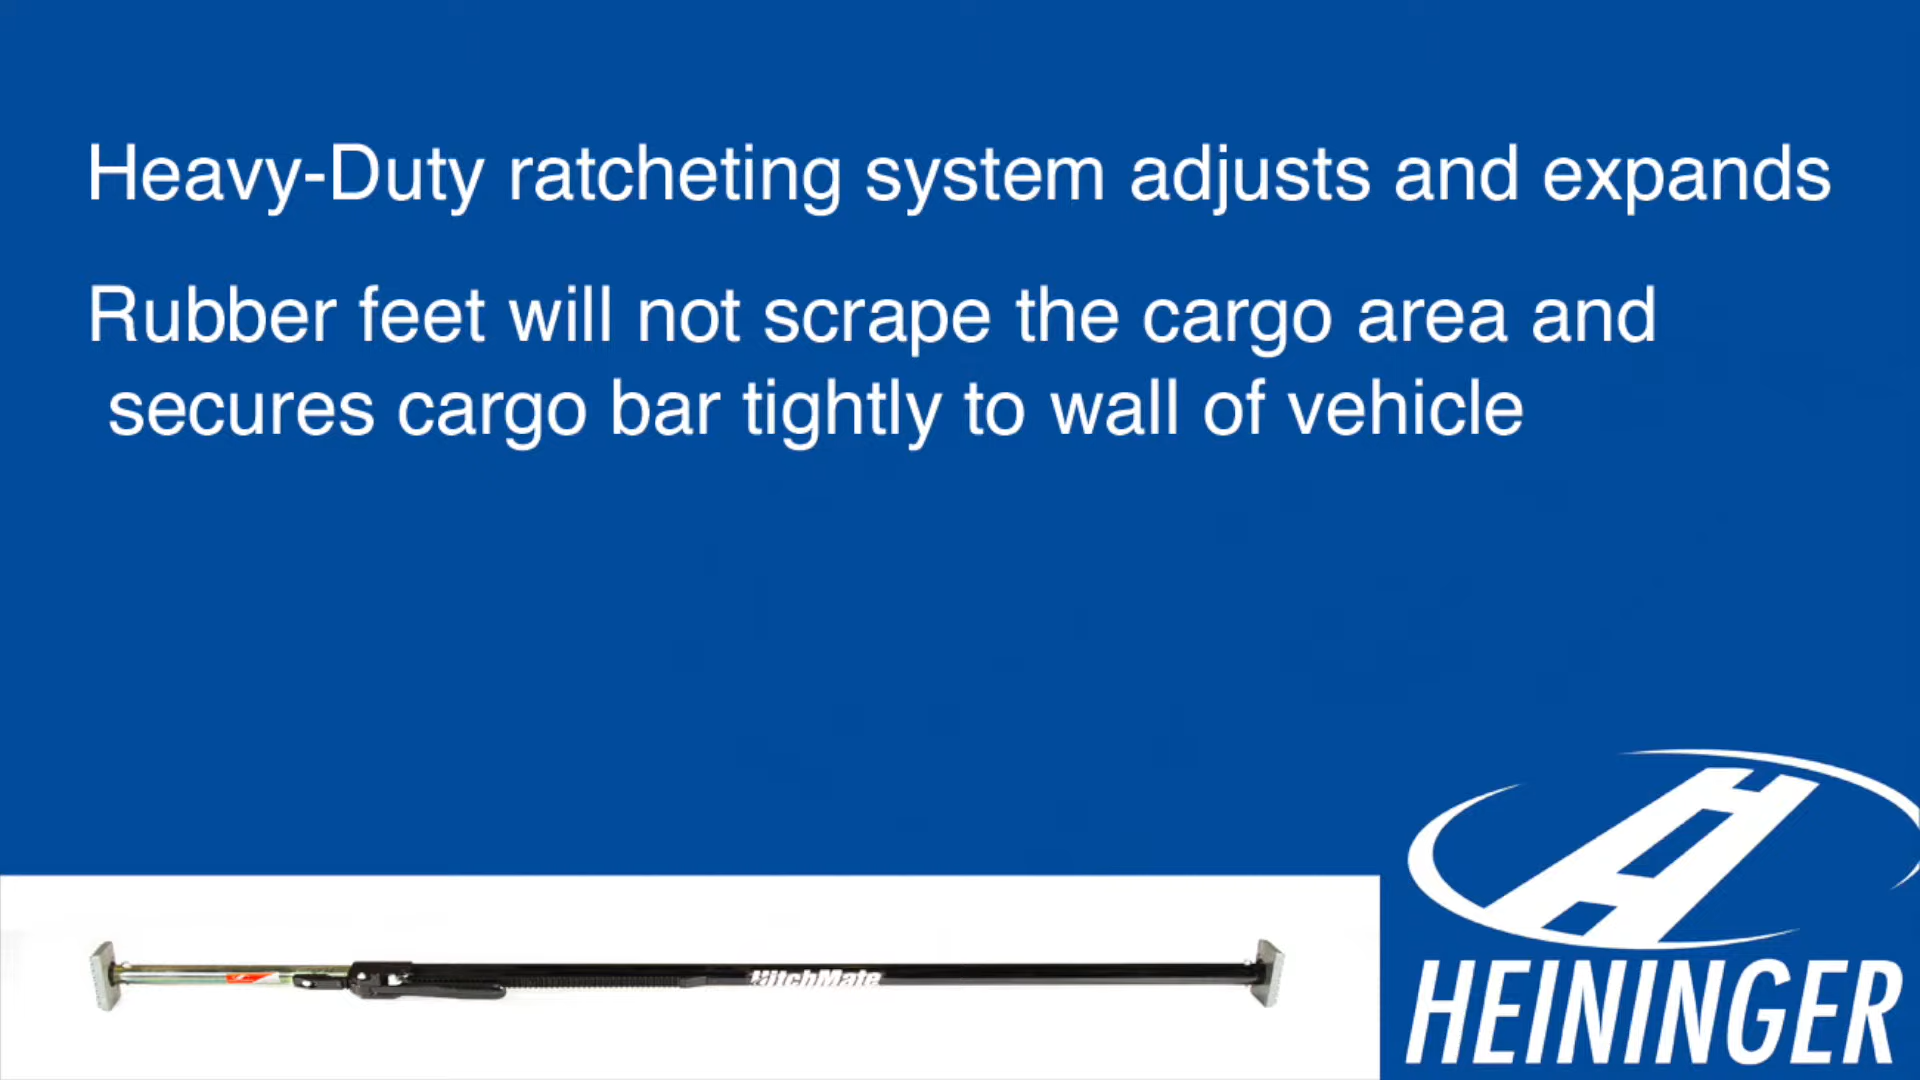 Heavy-Duty ratcheting system adjusts and expands
Rubber feet will not scrape the cargo area and
secures cargo bar tightly to wall of vehicle
HitchMate
HEININGER